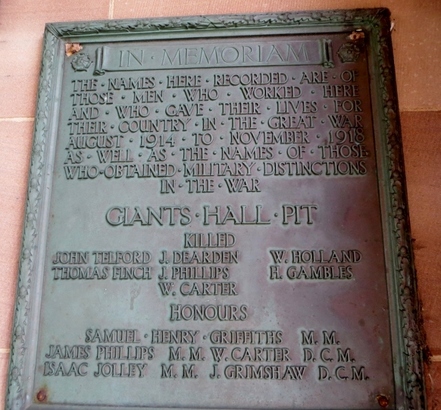 IN · MEMORIAM
THE · NAMES · HERE · RECORDED · ARE · OF
THOSE · MEN · WHO · WORKED · HERE
AND · WHO · GAVE · THEIR · LIVES · FOR
THEIR · COUNTRY · IN · THE · GREAT · WAR
AUGUST · 1914 · TO · NOVEMBER · 1918
AS · WELL · AS · THE · NAMES · OF · THOSE
WHO · OBTAINED · MILITARY · DISTINCTIONS
IN · THE · WAR
GIANTS · HALL · PIT
KILLED
JOHN TELFORD J. DEARDEN W. HOLLAND
THOMAS FINCH J. PHILLIPS H. GAMBLES
W. CARTER
HONOURS
SAMUEL · HENRY · GRIFFITHS M. M.
JAMES PHILLIPS M. M. W. CARTER D. C. M.
ISAAC JOLLEY M. M. J. GRIMSHAW D. C. M.